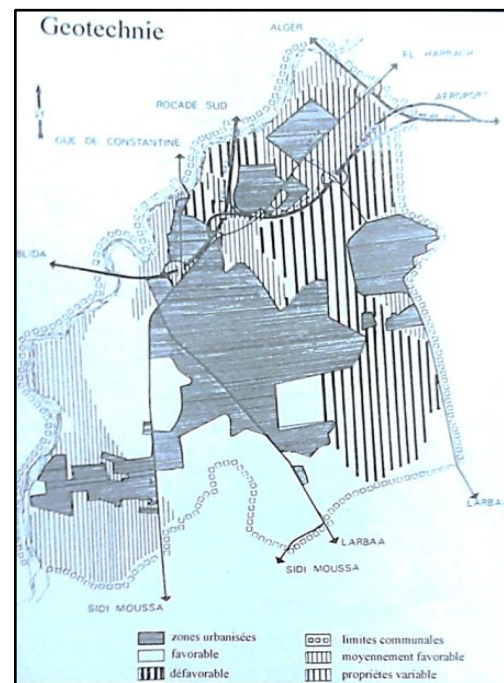 Geotechnie
ALGER
EL HARRACH
AEROPORT
ROCADE SUD
GUE DE CONSTANTINE
BLIDA
LARBAA
LARBAA
SIDI MOUSSA
SIDI MOUSSA
zones urbanisées
favorable
défavorable
limites communales
moyennement favorable
propriétes variable